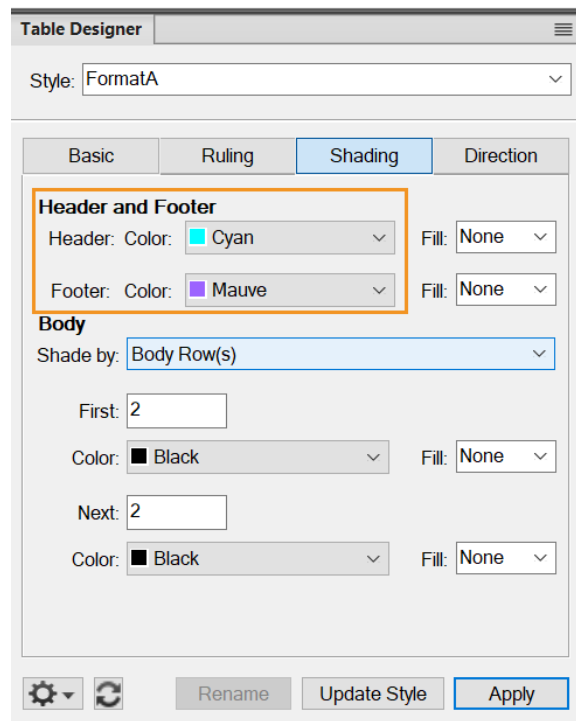 Table Designer
Style: FormatA
Basic Ruling Shading Direction
Header and Footer
Header: Color: Cyan Fill: None
Footer: Color: Mauve Fill: None
Body
Shade by: Body Row(s)
First: 2
Color: Black Fill: None
Next: 2
Color: Black Fill: None
Rename Update Style Apply